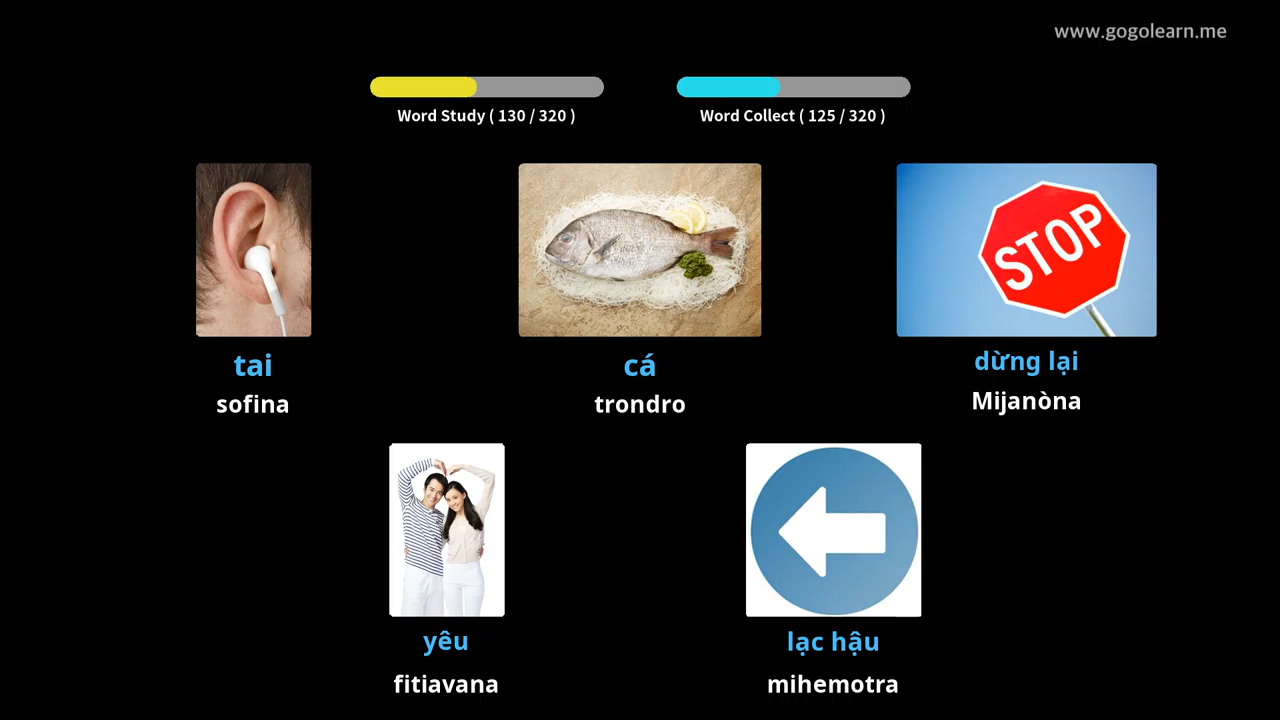 www.gogolearn.me
Word Study ( 130 / 320 )
Word Collect ( 125 / 320 )
STOP
tai
cá
dừng lại
sofina
trondro
Mijanòna
yêu
lạc hậu
fitiavana
mihemotra